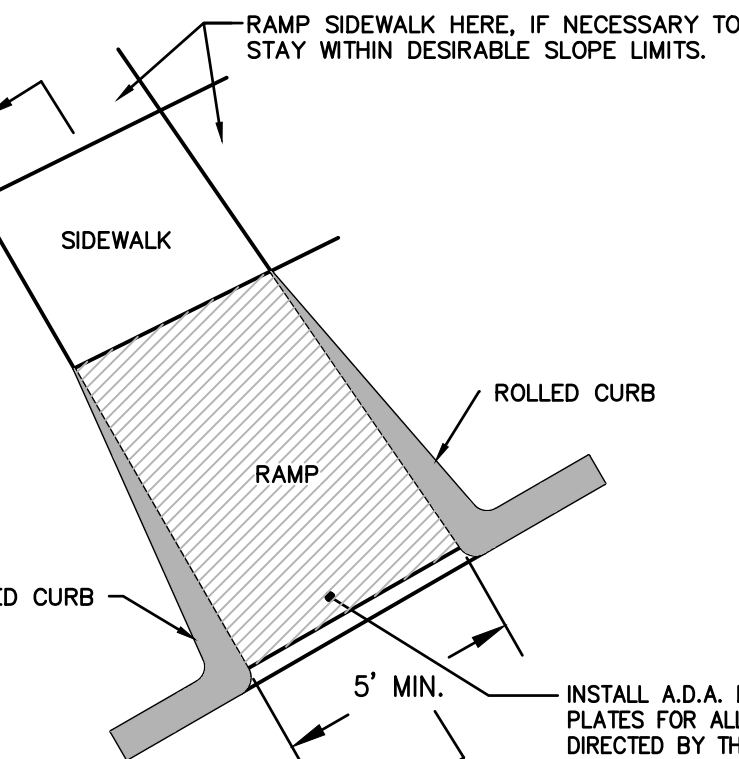 RAMP SIDEWALK HERE, IF NECESSARY TO
STAY WITHIN DESIRABLE SLOPE LIMITS.
SIDEWALK
ROLLED CURB
RAMP
CURB
5' MIN.
INSTALL A.D.A.
PLATES FOR ALL
DIRECTED BY